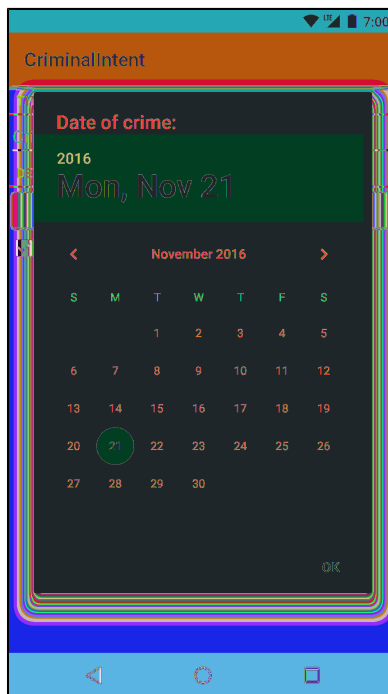 LTE 7:00
CriminalIntent
Date of crime:
2016
Mon, Nov 21
November 2016
S M T W T F S
1 2 3 4 5
6 7 8 9 10 11 12
13 14 15 16 17 18 19
20 21 22 23 24 25 26
27 28 29 30
OK